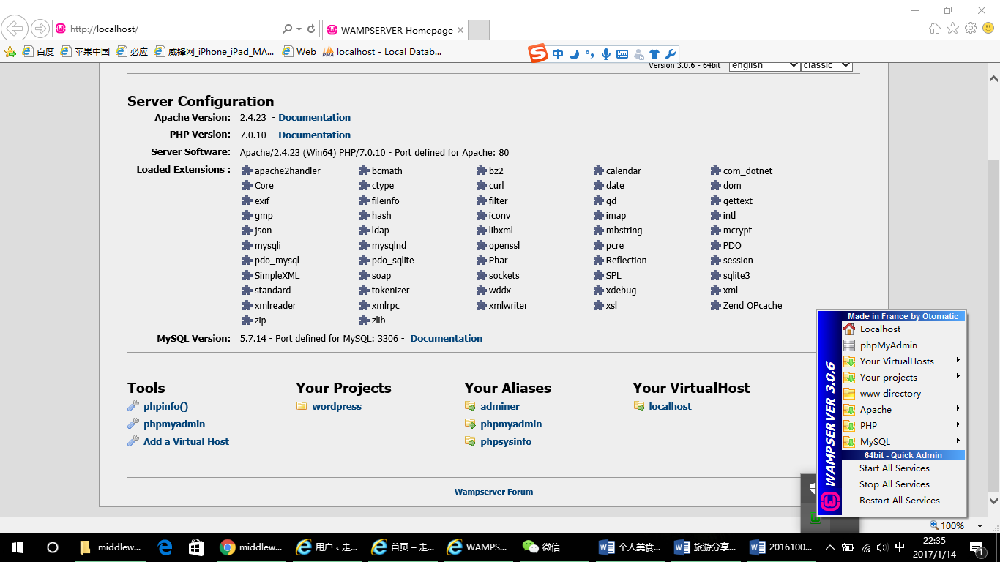 http://localhost/
WAMPSERVER Homepage
百度 苹果中国 必应 威锋网_iPhone_iPad_MA... Web localhost - Local Datab...
中
Version 3.0.6 - 64bit english classic
Server Configuration
Apache Version: 2.4.23 - Documentation
PHP Version: 7.0.10 - Documentation
Server Software: Apache/2.4.23 (Win64) PHP/7.0.10 - Port defined for Apache: 80
Loaded Extensions : apache2handler bcmath bz2 calendar com_dotnet
Core ctype curl date dom
exif fileinfo filter gd gettext
gmp hash iconv imap intl
json ldap libxml mbstring mcrypt
mysqli mysqlnd openssl pcre PDO
pdo_mysql pdo_sqlite Phar Reflection session
SimpleXML soap sockets SPL sqlite3
standard tokenizer wddx xdebug xml
xmlreader xmlrpc xmlwriter xsl Zend OPcache
zip zlib
MySQL Version: 5.7.14 - Port defined for MySQL: 3306 - Documentation
Tools
phpinfo()
phpmyadmin
Add a Virtual Host
Your Projects
wordpress
Your Aliases
adminer
phpmyadmin
phpsysinfo
Your VirtualHost
localhost
Wampserver Forum
WAMPSERVER 3.0.6
Made in France by Otomatic
Localhost
phpMyAdmin
Your VirtualHosts
Your projects
www directory
Apache
PHP
MySQL
64bit - Quick Admin
Start All Services
Stop All Services
Restart All Services
100%
middlew... middlew... 用户 ‹ 走... 首页 – 走... WAMPS... 微信 个人美食... 旅游分享... 2016100... 中
22:35
2017/1/14
1